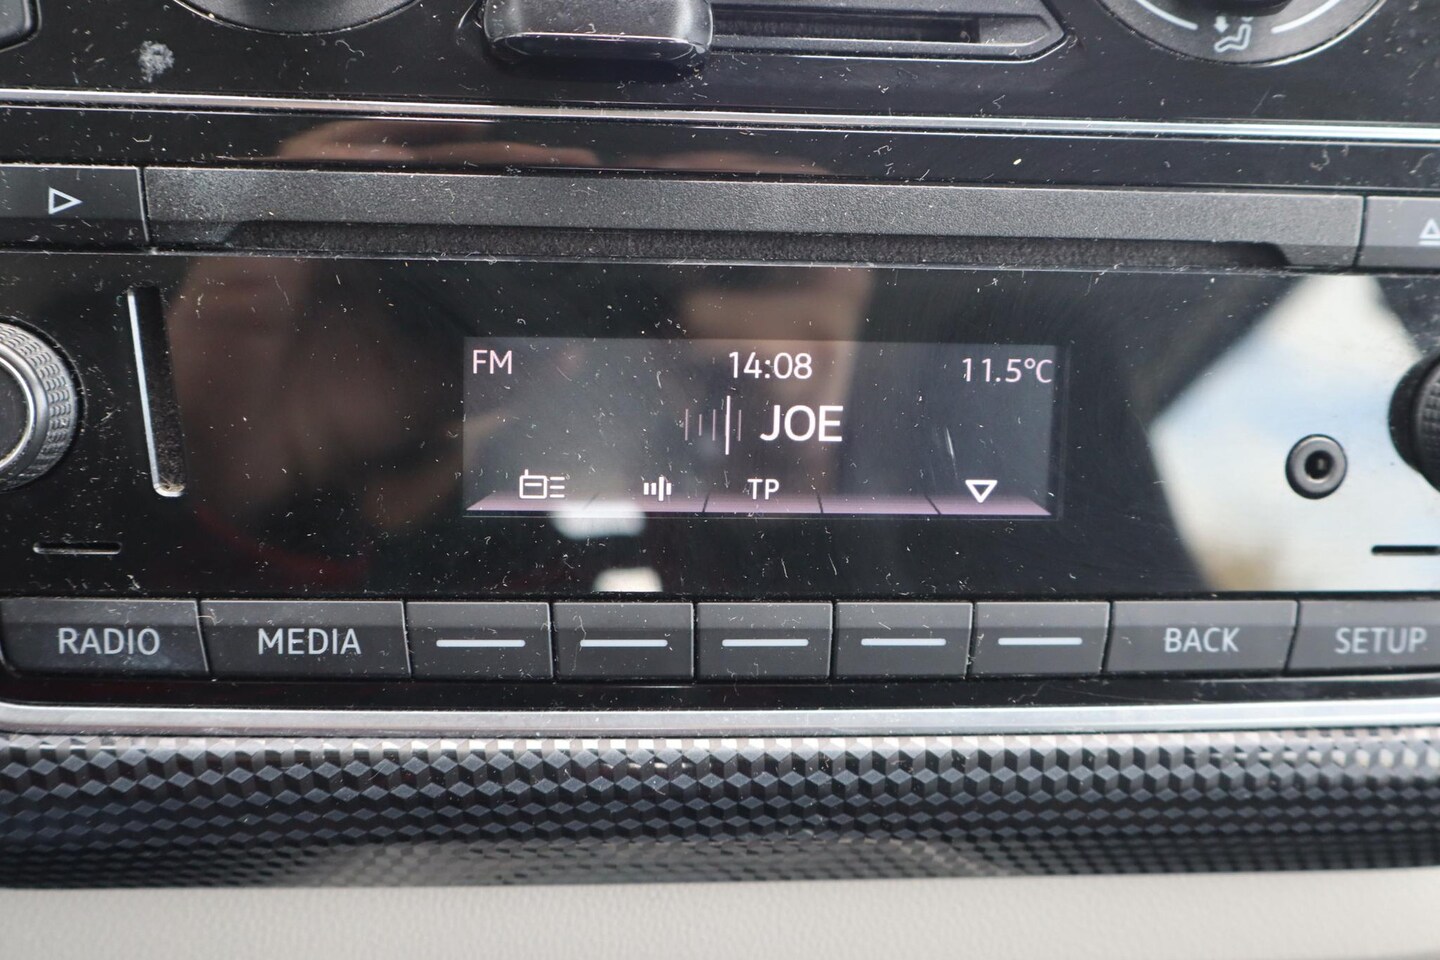 FM 14:08 11.5°C
JOE
TP
RADIO MEDIA BACK SETUP